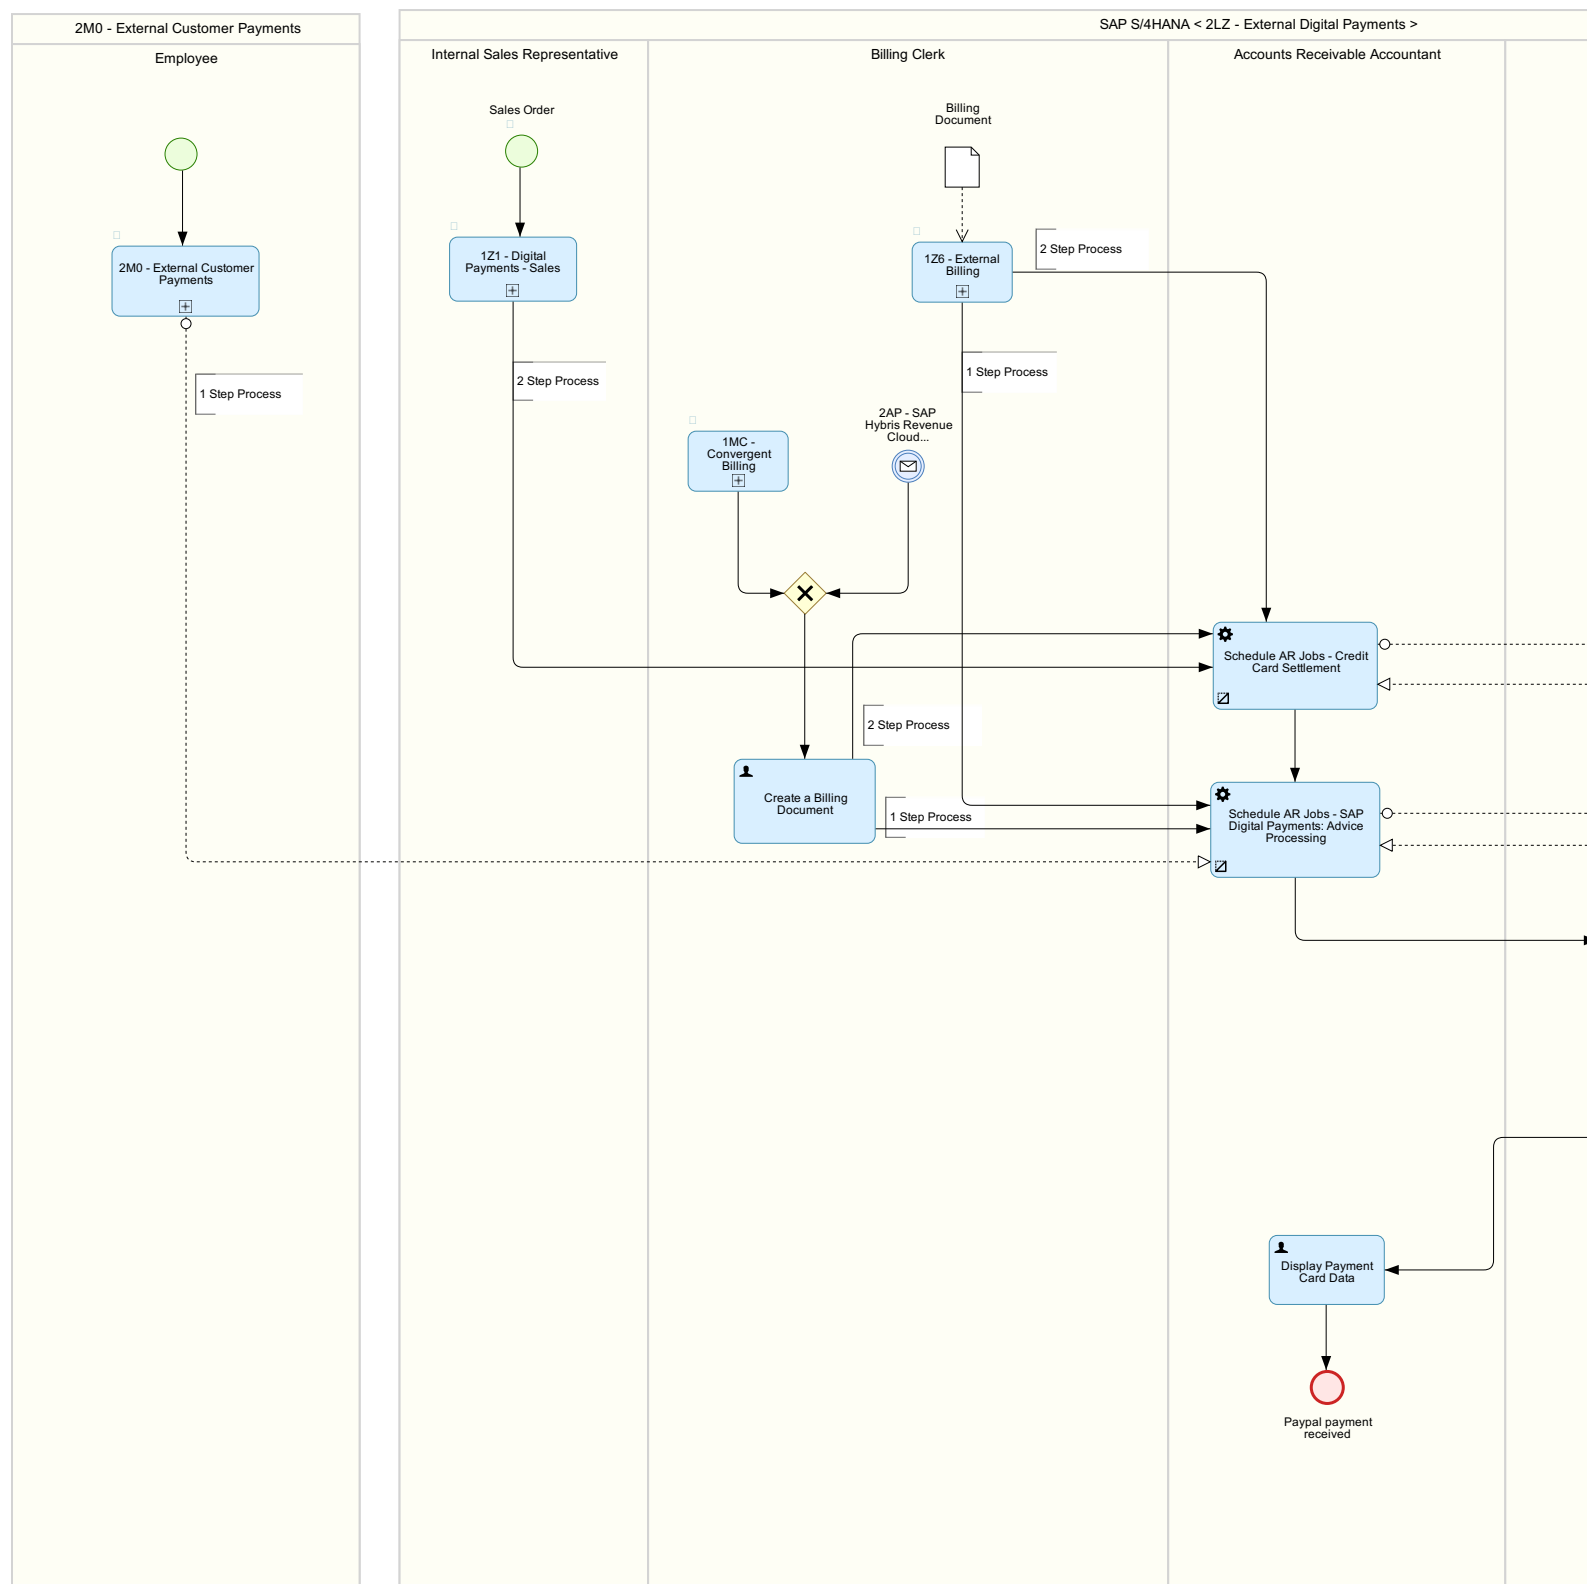 2M0 - External Customer Payments
SAP S/4HANA < 2LZ - External Digital Payments >
Employee
Internal Sales Representative
Billing Clerk
Accounts Receivable Accountant
Sales Order
Billing
Document
2M0 - External Customer
Payments
1Z1 - Digital
Payments - Sales
1Z6 - External
Billing
2 Step Process
1 Step Process
2 Step Process
1 Step Process
1MC -
Convergent
Billing
2AP - SAP
Hybris Revenue
Cloud...
Schedule AR Jobs - Credit
Card Settlement
2 Step Process
Create a Billing
Document
1 Step Process
Schedule AR Jobs - SAP
Digital Payments: Advice
Processing
Display Payment
Card Data
Paypal payment
received